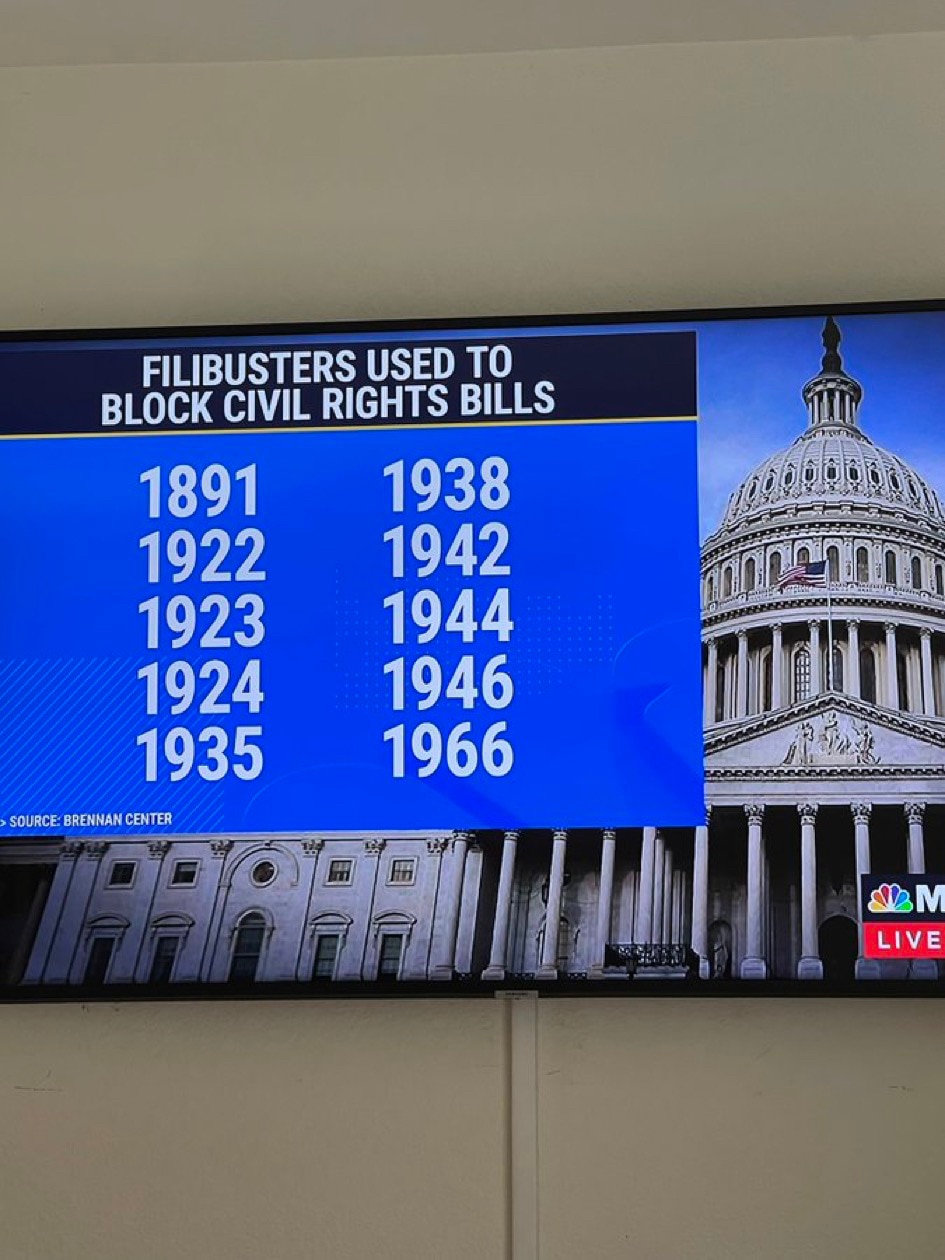 FILIBUSTERS USED TO
BLOCK CIVIL RIGHTS BILLS
1891
1922
1923
1924
1935
1938
1942
1944
1946
1966
> SOURCE: BRENNAN CENTER
M
LIVE